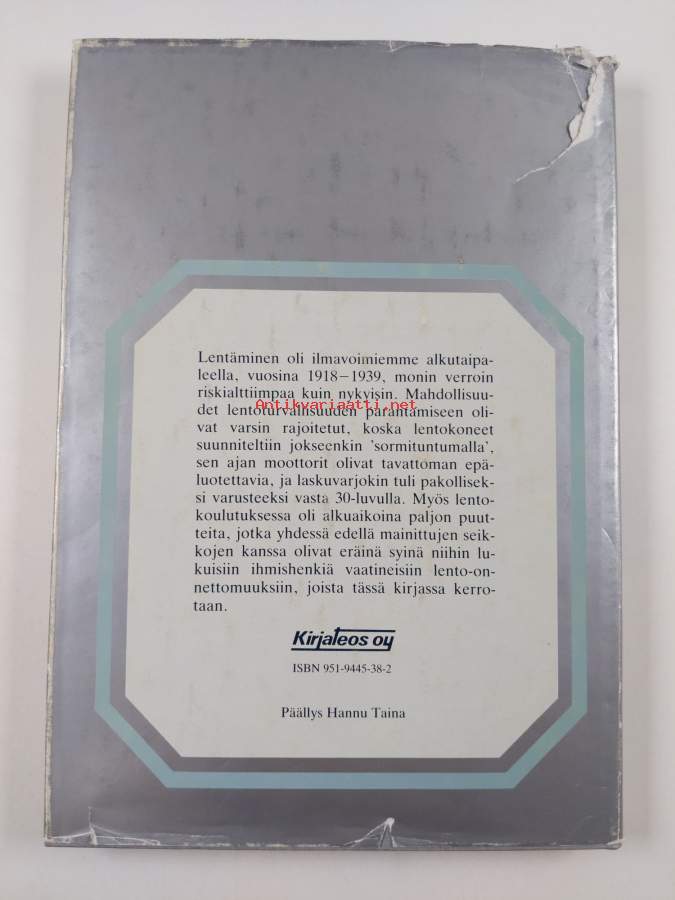 Lentäminen oli ilmavoimiemme alkutaipa-
leella, vuosina 1918–1939, monin verroin
riskialttiimpaa kuin nykyisin. Mahdollisuu-
Antikvariaatti.net
det lentoturvallisuuden parantamiseen oli-
vat varsin rajoitetut, koska lentokoneet
suunniteltiin jokseenkin 'sormituntumalla',
sen ajan moottorit olivat tavattoman epä-
luotettavia, ja laskuvarjokin tuli pakollisek-
si varusteeksi vasta 30-luvulla. Myös lento-
koulutuksessa oli alkuaikoina paljon puut-
teita, jotka yhdessä edellä mainittujen seik-
kojen kanssa olivat eräinä syinä niihin lu-
kuisiin ihmishenkiä vaatineisiin lento-on-
nettomuuksiin, joista tässä kirjassa kerro-
taan.
Kirjateos oy
ISBN 951-9445-38-2
Päällys Hannu Taina